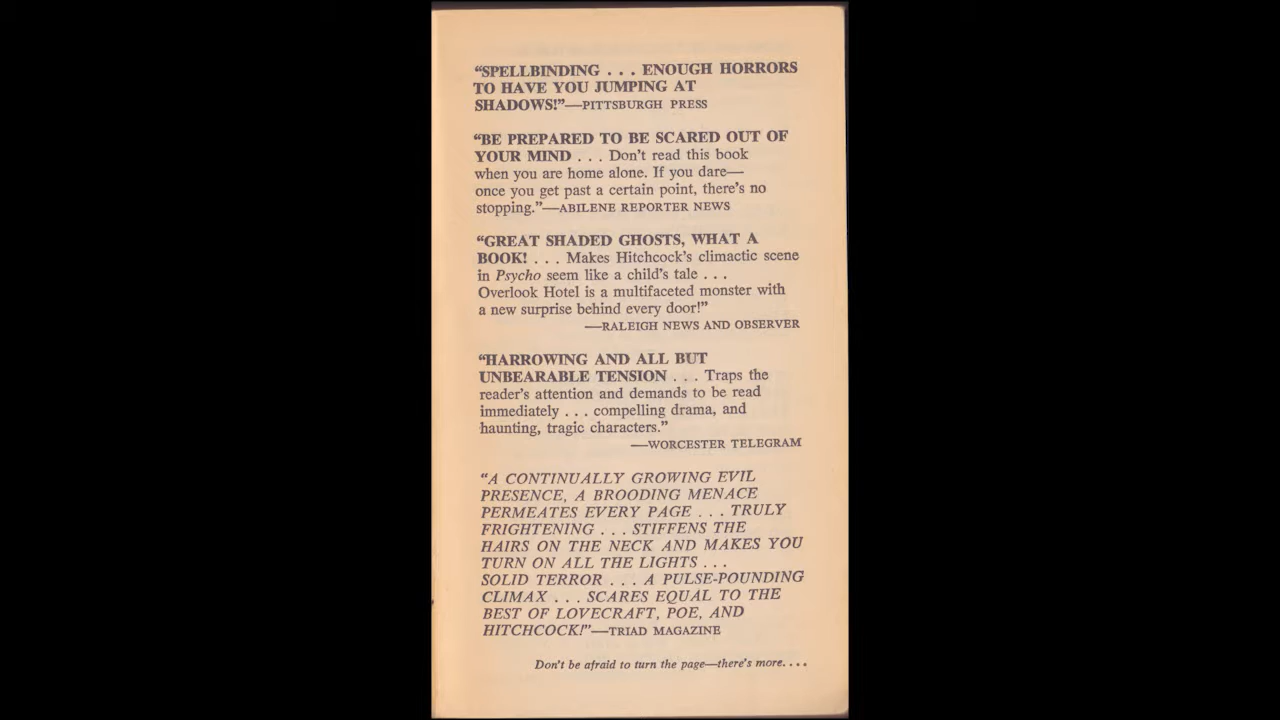 “SPELLBINDING . . . ENOUGH HORRORS
TO HAVE YOU JUMPING AT
SHADOWS!”—PITTSBURGH PRESS
“BE PREPARED TO BE SCARED OUT OF
YOUR MIND . . . Don’t read this book
when you are home alone. If you dare—
once you get past a certain point, there’s no
stopping.”—ABILENE REPORTER NEWS
“GREAT SHADED GHOSTS, WHAT A
BOOK! . . . Makes Hitchcock’s climactic scene
in Psycho seem like a child’s tale . . .
Overlook Hotel is a multifaceted monster with
a new surprise behind every door!”
—RALEIGH NEWS AND OBSERVER
“HARROWING AND ALL BUT
UNBEARABLE TENSION . . . Traps the
reader’s attention and demands to be read
immediately . . . compelling drama, and
haunting, tragic characters.”
—WORCESTER TELEGRAM
“A CONTINUALLY GROWING EVIL
PRESENCE, A BROODING MENACE
PERMEATES EVERY PAGE . . . TRULY
FRIGHTENING . . . STIFFENS THE
HAIRS ON THE NECK AND MAKES YOU
TURN ON ALL THE LIGHTS . . .
SOLID TERROR . . . A PULSE-POUNDING
CLIMAX . . . SCARES EQUAL TO THE
BEST OF LOVECRAFT, POE, AND
HITCHCOCK!”—TRIAD MAGAZINE
Don’t be afraid to turn the page—there’s more. . . .